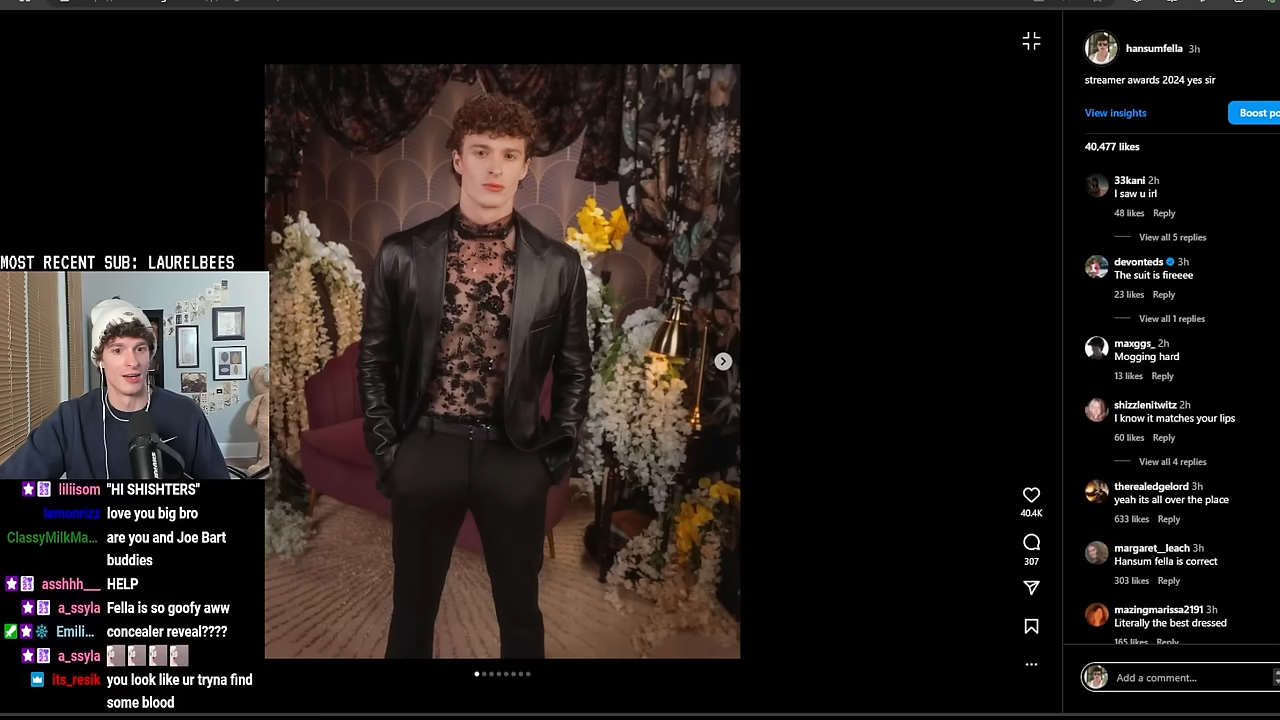 hansumfella 3h
streamer awards 2024 yes sir
View insights
Boost po
40,477 likes
33kani 2h
I saw u irl
48 likes Reply
View all 5 replies
devonteds 3h
The suit is fireeee
23 likes Reply
View all 1 replies
maxggs_ 2h
Mogging hard
13 likes Reply
shizzlenitwitz 2h
I know it matches your lips
60 likes Reply
View all 4 replies
therealedgelord 3h
yeah its all over the place
633 likes Reply
margaret__leach 3h
Hansum fella is correct
303 likes Reply
mazingmarissa2191 3h
Literally the best dressed
165 likes Reply
Add a comment...
40.4K
307
MOST RECENT SUB: LAURELBEES
liliisom "HI SHISHTERS"
lemonrizz love you big bro
ClassyMilkMa... are you and Joe Bart
buddies
asshhh__ HELP
a_ssyla Fella is so goofy aww
Emili... concealer reveal????
a_ssyla
its_resik you look like ur tryna find
some blood